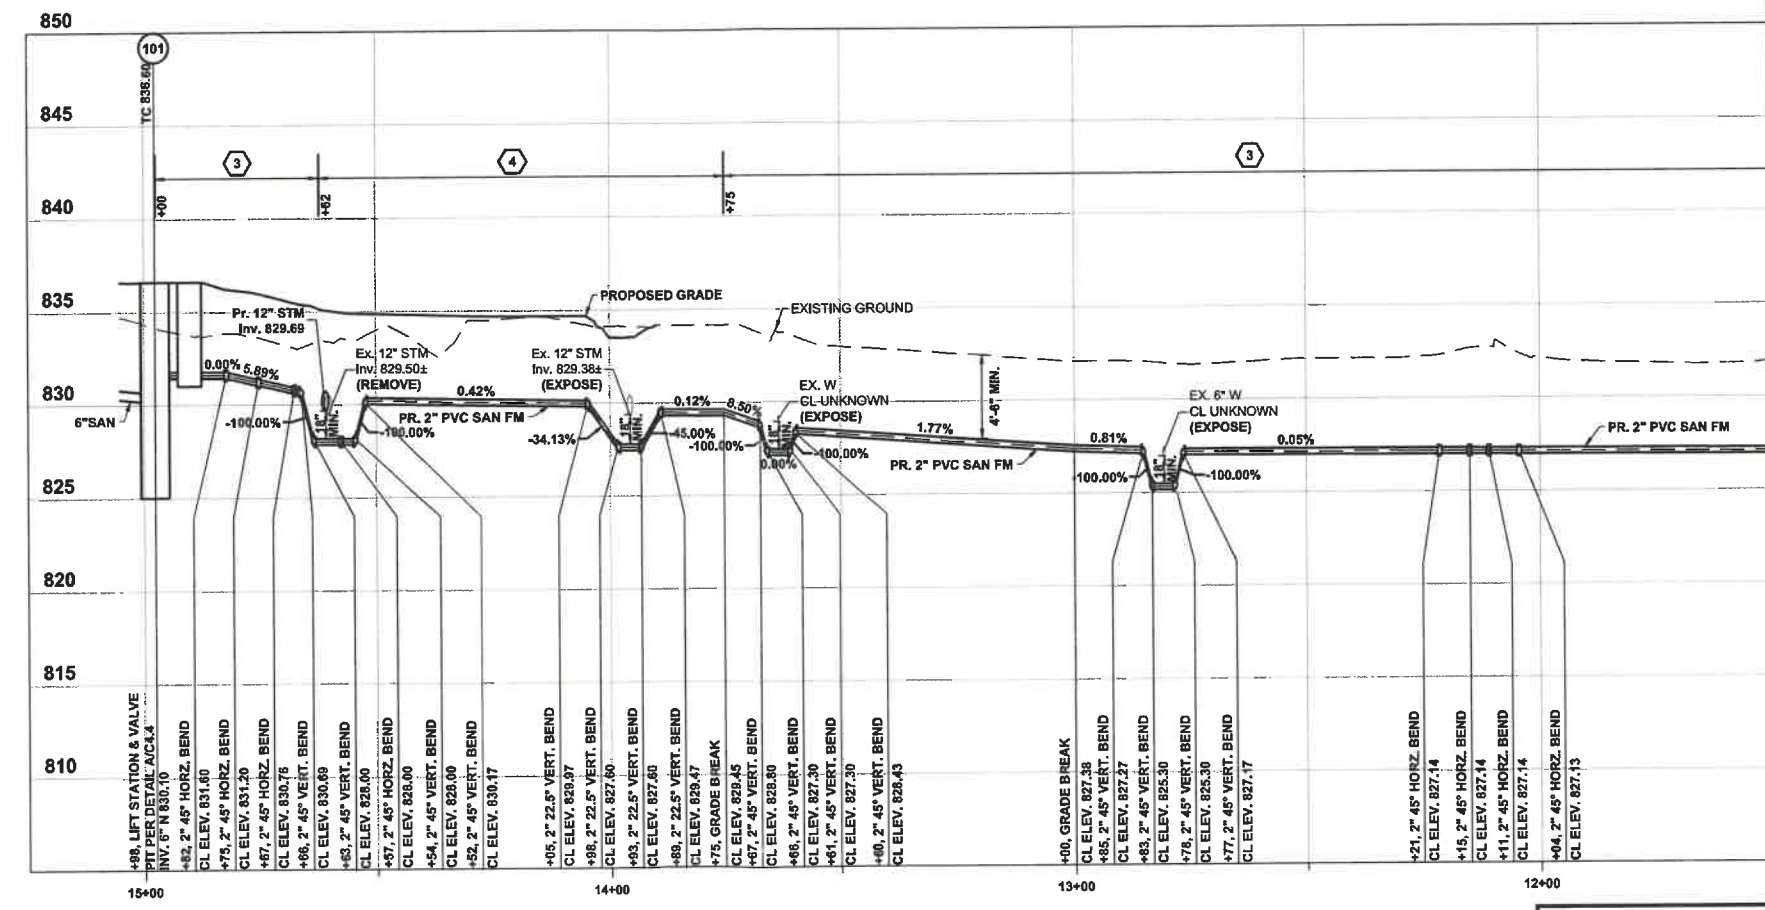 850
845
840
835
830
825
820
815
810
101
TC 836.60
3
4
3
+00
+62
+75
PROPOSED GRADE
EXISTING GROUND
Pr. 12" STM
Inv. 829.69
Ex. 12" STM
Inv. 829.50±
(REMOVE)
Ex. 12" STM
Inv. 829.38±
(EXPOSE)
EX. W
CL UNKNOWN
(EXPOSE)
EX. 6" W
CL UNKNOWN
(EXPOSE)
4'-6" MIN.
6"SAN
0.00%
5.89%
-100.00%
18"
MIN.
-100.00%
0.42%
PR. 2" PVC SAN FM
-34.13%
18"
MIN.
-45.00%
0.12%
8.50%
-100.00%
18"
MIN.
0.00%
-100.00%
1.77%
PR. 2" PVC SAN FM
0.81%
-100.00%
18"
MIN.
-100.00%
0.05%
PR. 2" PVC SAN FM
+98, LIFT STATION & VALVE
PIT PER DETAIL A/C4.4
INV. 6" N 830.10
+82, 2" 45° HORZ. BEND
CL ELEV. 831.60
+75, 2" 45° HORZ. BEND
CL ELEV. 831.20
+67, 2" 45° HORZ. BEND
CL ELEV. 830.76
+66, 2" 45° VERT. BEND
CL ELEV. 830.69
+63, 2" 45° VERT. BEND
CL ELEV. 828.00
+57, 2" 45° HORZ. BEND
CL ELEV. 828.00
+54, 2" 45° VERT. BEND
CL ELEV. 828.00
+52, 2" 45° VERT. BEND
CL ELEV. 830.17
+05, 2" 22.5° VERT. BEND
CL ELEV. 829.97
+98, 2" 22.5° VERT. BEND
CL ELEV. 827.60
+93, 2" 22.5° VERT. BEND
CL ELEV. 827.60
+89, 2" 22.5° VERT. BEND
CL ELEV. 829.47
+75, GRADE BREAK
CL ELEV. 829.45
+67, 2" 45° VERT. BEND
CL ELEV. 828.80
+66, 2" 45° VERT. BEND
CL ELEV. 827.30
+61, 2" 45° VERT. BEND
CL ELEV. 827.30
+60, 2" 45° VERT. BEND
CL ELEV. 828.43
+00, GRADE BREAK
CL ELEV. 827.38
+85, 2" 45° VERT. BEND
CL ELEV. 827.27
+83, 2" 45° VERT. BEND
CL ELEV. 825.30
+78, 2" 45° VERT. BEND
CL ELEV. 825.30
+77, 2" 45° VERT. BEND
CL ELEV. 827.17
+21, 2" 45° HORZ. BEND
CL ELEV. 827.14
+15, 2" 45° HORZ. BEND
CL ELEV. 827.14
+11, 2" 45° HORZ. BEND
CL ELEV. 827.14
+04, 2" 45° HORZ. BEND
CL ELEV. 827.13
15+00
14+00
13+00
12+00